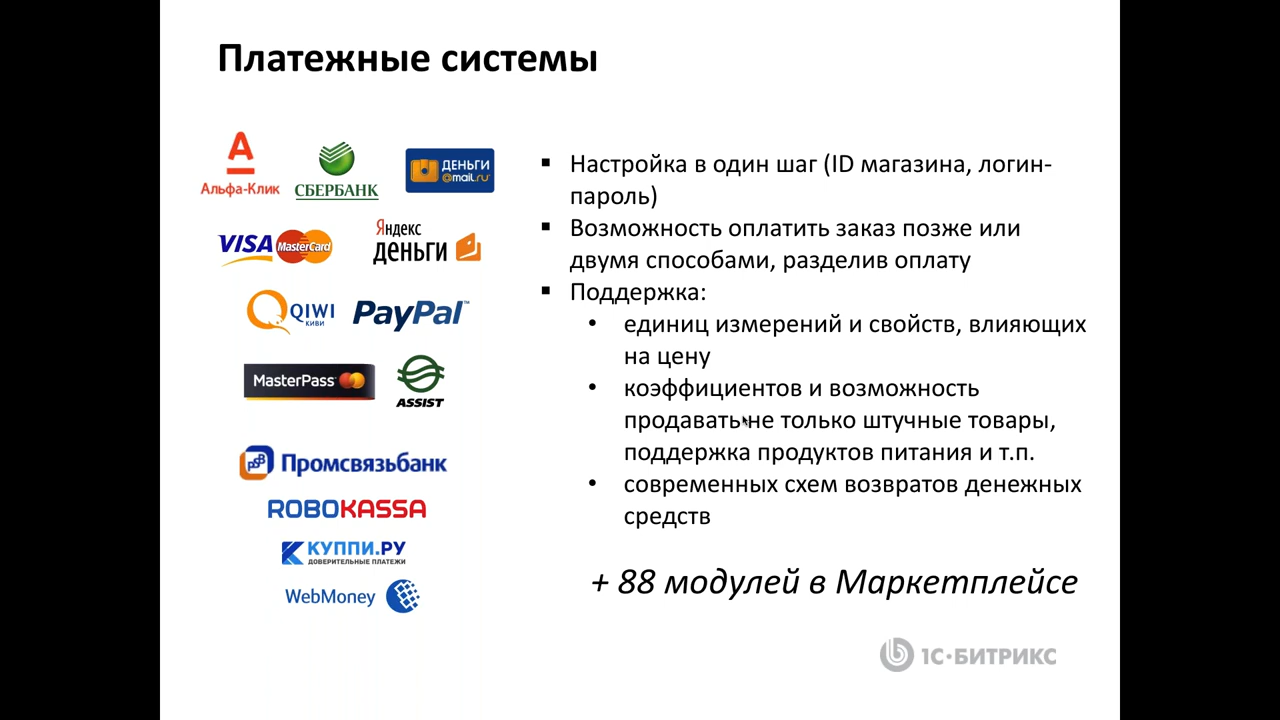 Платежные системы
А
Альфа-Клик
СБЕРБАНК
ДЕНЬГИ
@mail.ru
VISA
MasterCard
Яндекс
деньги
QIWI
КИВИ
PayPal™
MasterPass
ASSIST
PSB
Промсвязьбанк
ROBOKASSA
КУППИ.РУ
ДОВЕРИТЕЛЬНЫЕ ПЛАТЕЖИ
WebMoney
▪ Настройка в один шаг (ID магазина, логин-
пароль)
▪ Возможность оплатить заказ позже или
двумя способами, разделив оплату
▪ Поддержка:
• единиц измерений и свойств, влияющих
на цену
• коэффициентов и возможность
продавать не только штучные товары,
поддержка продуктов питания и т.п.
• современных схем возвратов денежных
средств
+ 88 модулей в Маркетплейсе
1С-БИТРИКС